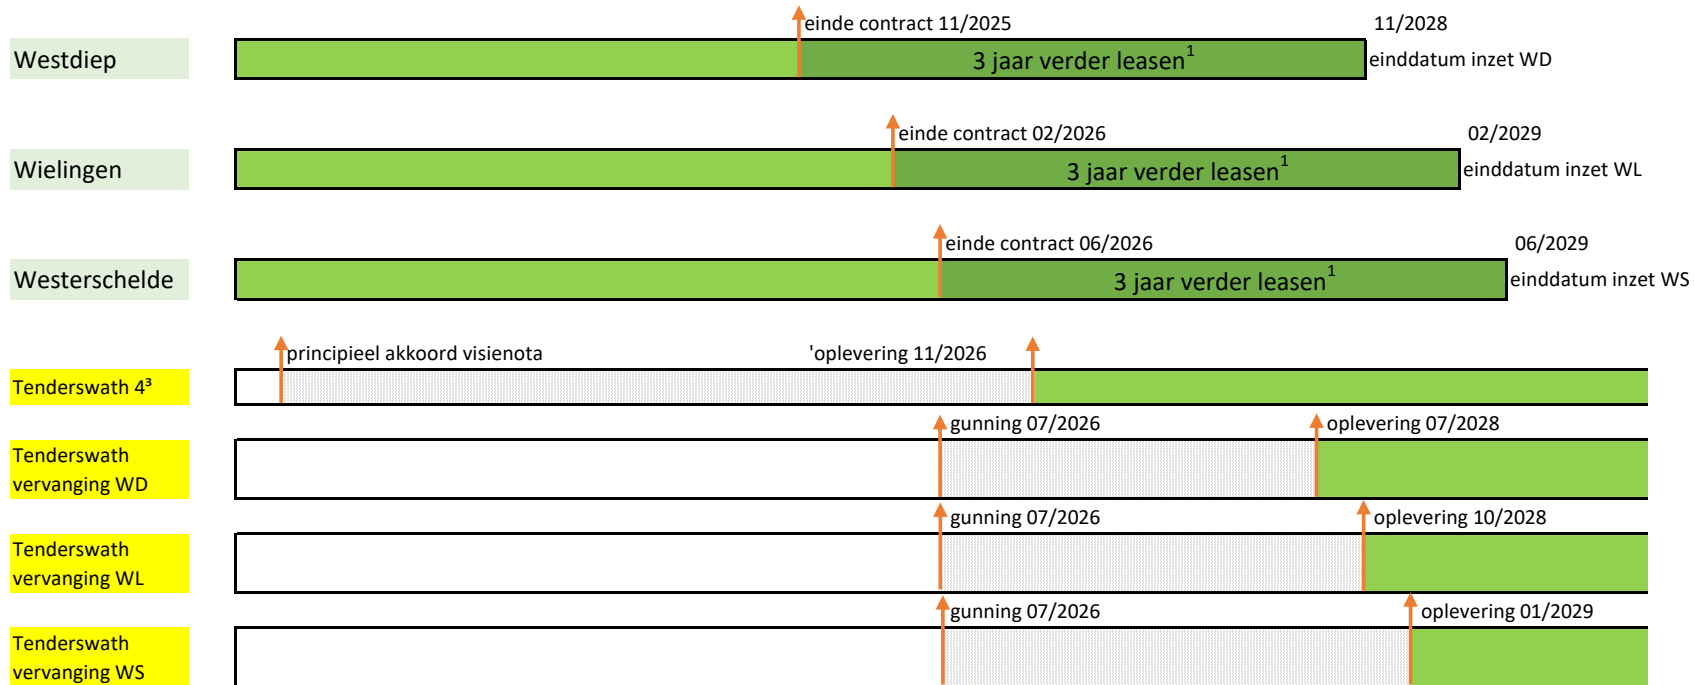 einde contract 11/2025
11/2028
Westdiep
3 jaar verder leasen¹
einddatum inzet WD
einde contract 02/2026
02/2029
Wielingen
3 jaar verder leasen¹
einddatum inzet WL
einde contract 06/2026
06/2029
Westerschelde
3 jaar verder leasen¹
einddatum inzet WS
principieel akkoord visienota
'oplevering 11/2026
Tenderswath 4³
gunning 07/2026
oplevering 07/2028
Tenderswath
vervanging WD
gunning 07/2026
oplevering 10/2028
Tenderswath
vervanging WL
gunning 07/2026
oplevering 01/2029
Tenderswath
vervanging WS